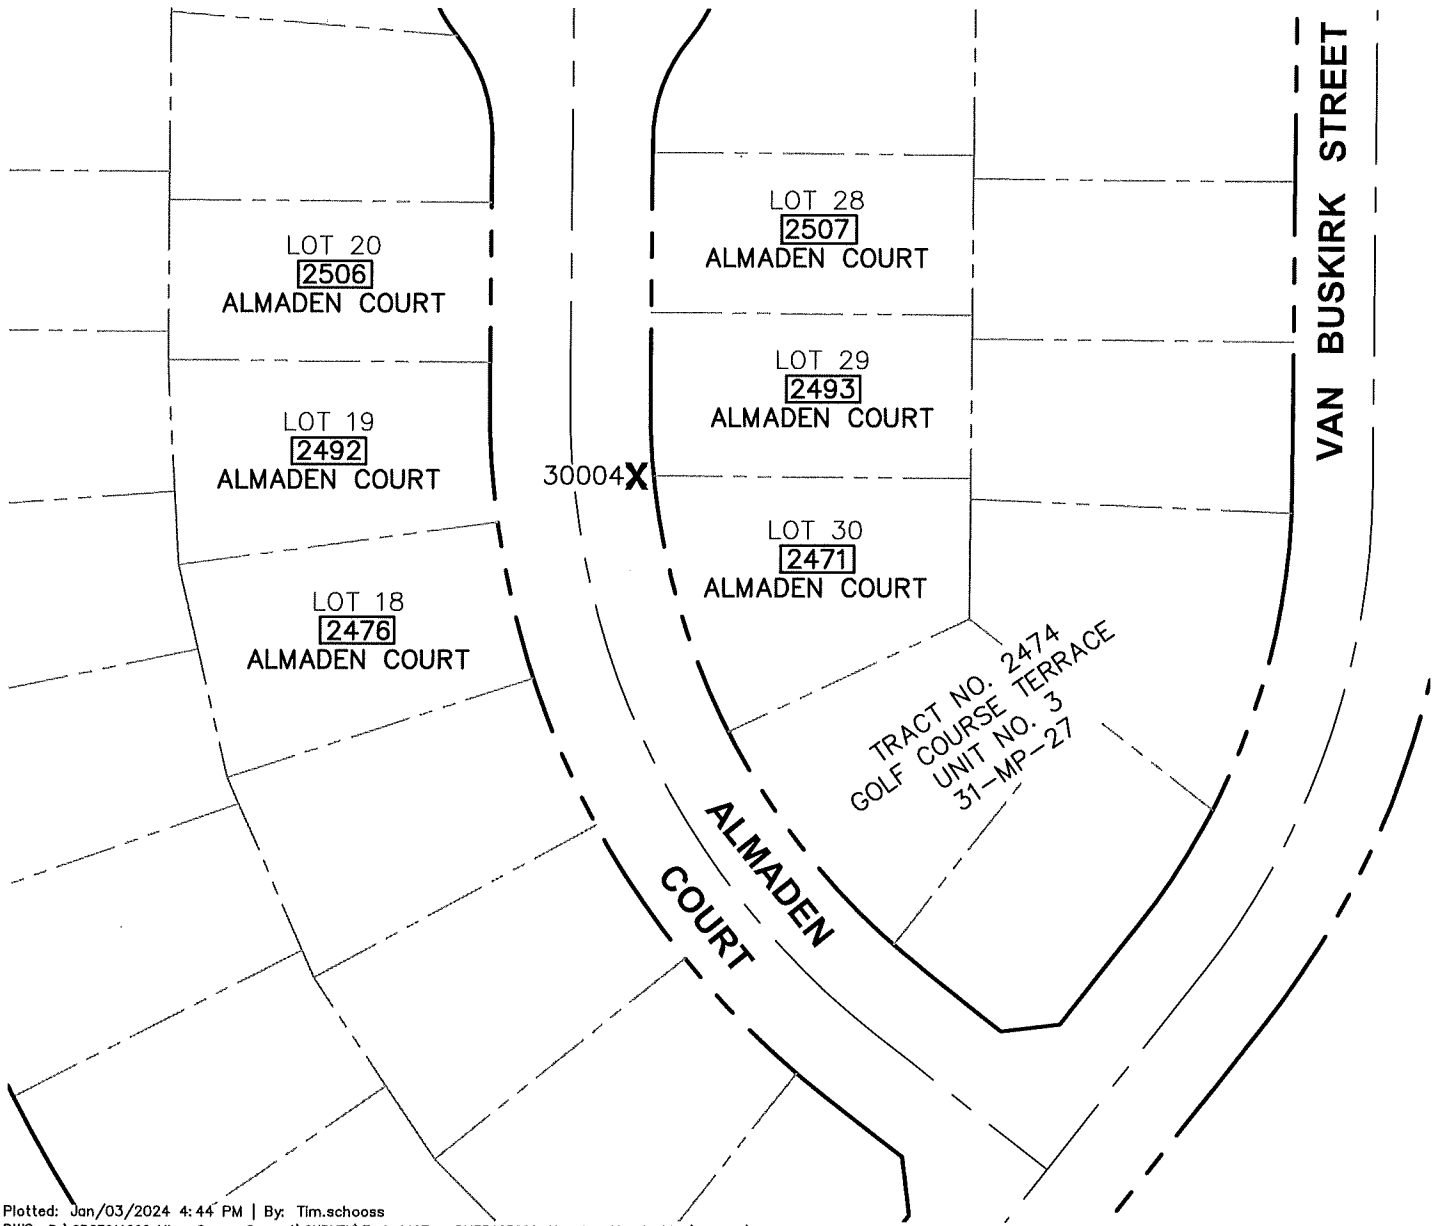 VAN BUSKIRK STREET
LOT 28
2507
ALMADEN COURT
LOT 20
2506
ALMADEN COURT
LOT 29
2493
ALMADEN COURT
LOT 19
2492
ALMADEN COURT
30004X
LOT 30
2471
ALMADEN COURT
LOT 18
2476
ALMADEN COURT
TRACT NO. 2474
GOLF COURSE TERRACE
UNIT NO. 3
31-MP-27
ALMADEN
COURT
Plotted: Jan/03/2024 4:44 PM | By: Tim.schooss